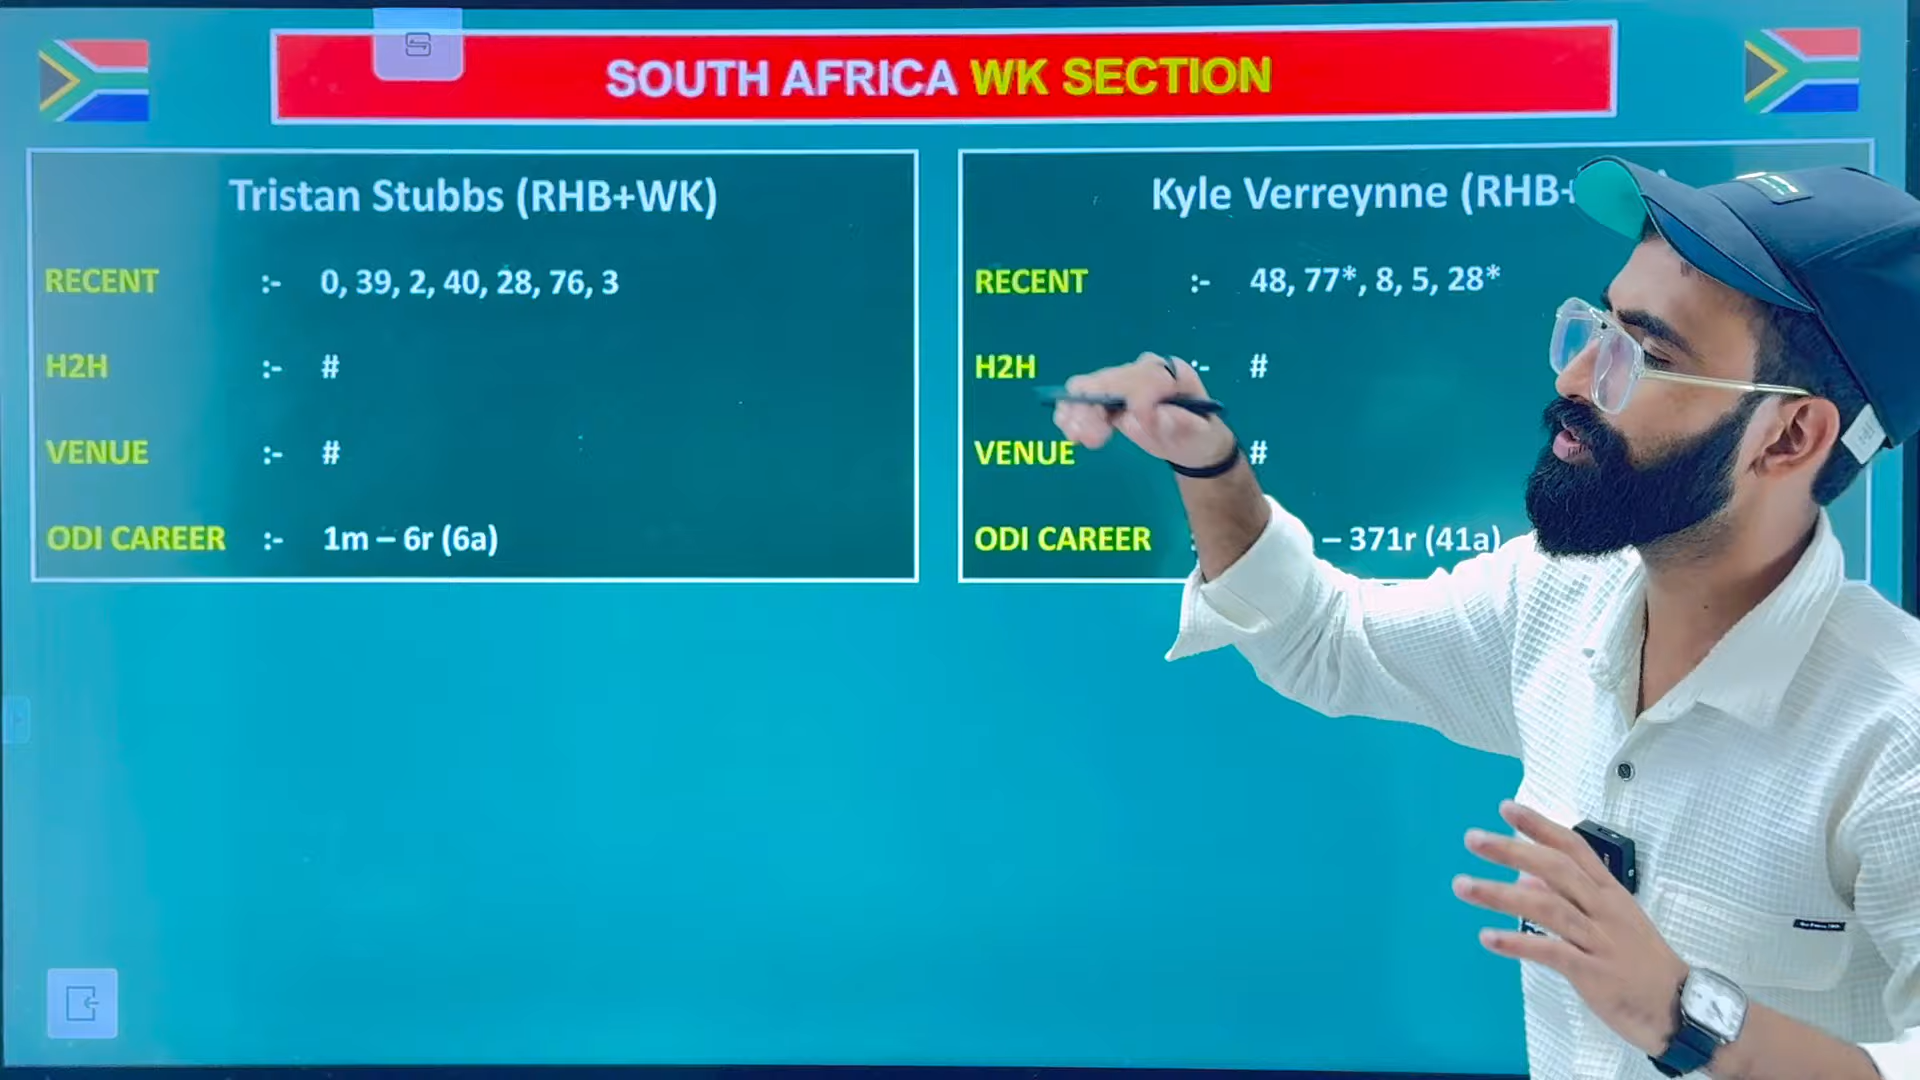 SOUTH AFRICA WK SECTION
Tristan Stubbs (RHB+WK)
RECENT :- 0, 39, 2, 40, 28, 76, 3
H2H :- #
VENUE :- #
ODI CAREER :- 1m – 6r (6a)
Kyle Verreynne (RHB+
RECENT :- 48, 77*, 8, 5, 28*
H2H :- #
VENUE #
ODI CAREER : – 371r (41a)